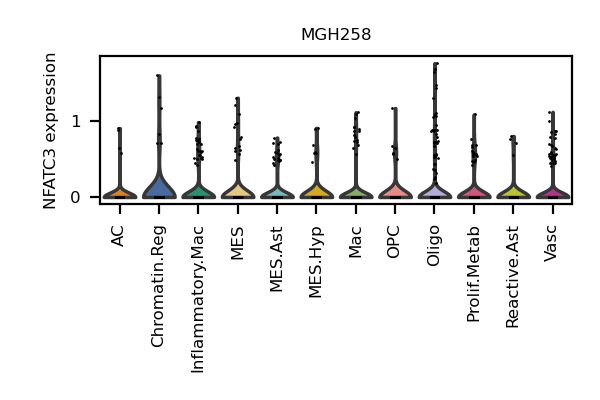 MGH258
NFATC3 expression
1
0
AC
Chromatin.Reg
Inflammatory.Mac
MES
MES.Ast
MES.Hyp
Mac
OPC
Oligo
Prolif.Metab
Reactive.Ast
Vasc